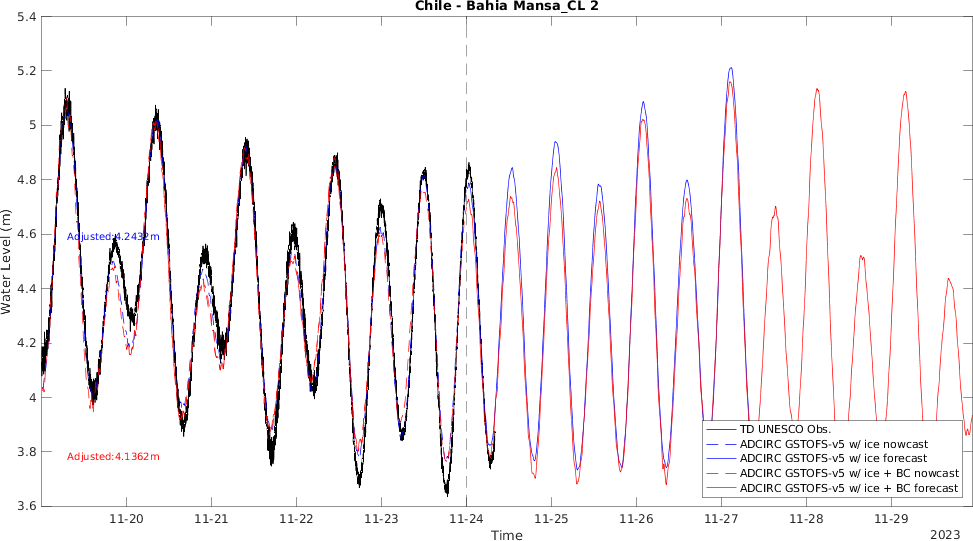 Chile - Bahia Mansa_CL 2
5.4
5.2
5
4.8
4.6
4.4
4.2
4
3.8
3.6
Water Level (m)
Adjusted:4.2432m
Adjusted:4.1362m
TD UNESCO Obs.
ADCIRC GSTOFS-v5 w/ ice nowcast
ADCIRC GSTOFS-v5 w/ ice forecast
ADCIRC GSTOFS-v5 w/ ice + BC nowcast
ADCIRC GSTOFS-v5 w/ ice + BC forecast
11-20 11-21 11-22 11-23 11-24 11-25 11-26 11-27 11-28 11-29
Time
2023